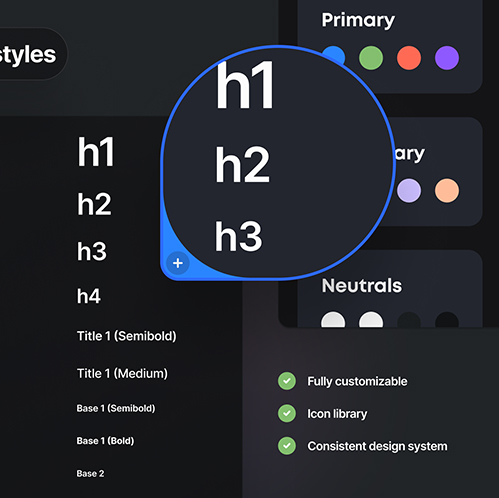 styles
h1
h2
h3
h4
Title 1 (Semibold)
Title 1 (Medium)
Base 1 (Semibold)
Base 1 (Bold)
Base 2
h1
h2
h3
Primary
ary
Neutrals
Fully customizable
Icon library
Consistent design system